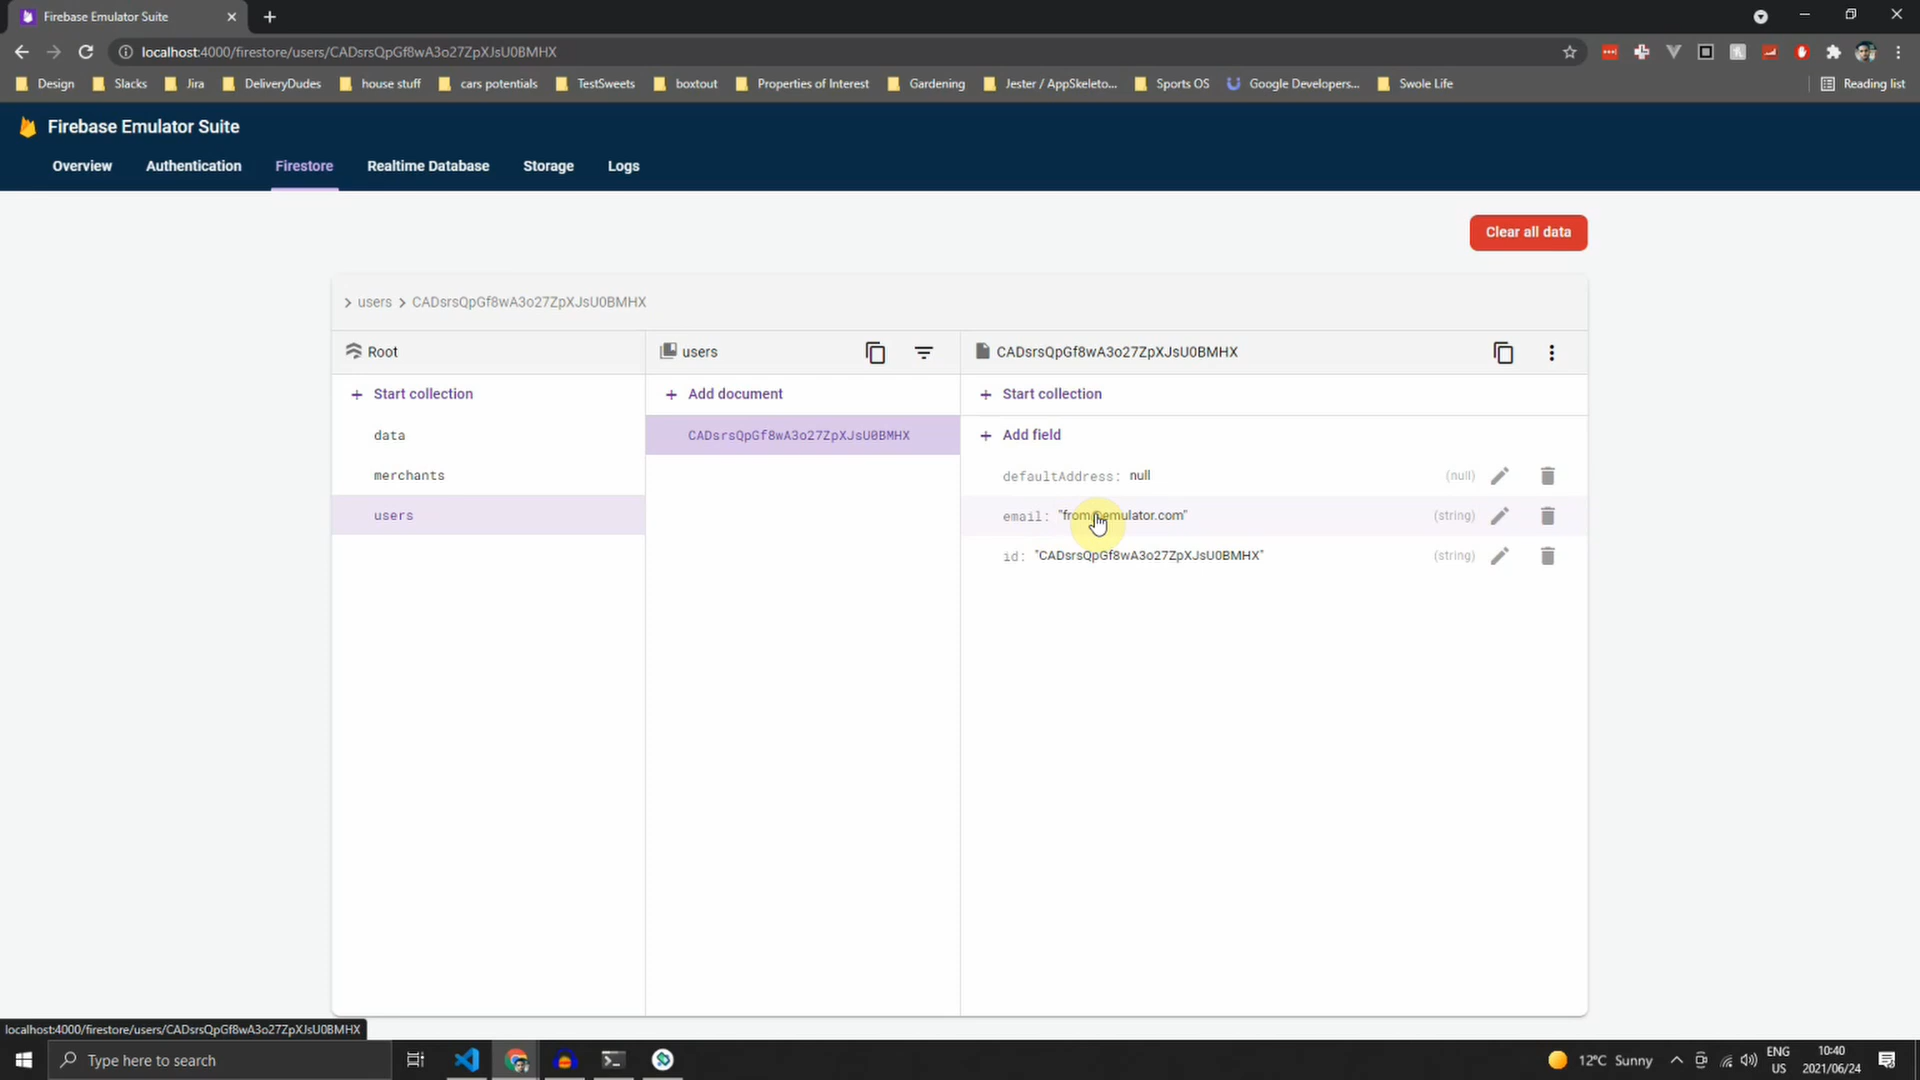 Firebase Emulator Suite
localhost:4000/firestore/users/CADsrsQpGf8wA3o27ZpXJsU0BMHX
Design Slacks Jira DeliveryDudes house stuff cars potentials TestSweets boxtout Properties of Interest Gardening Jester / AppSkeleto... Sports OS Google Developers... Swole Life Reading list
Firebase Emulator Suite
Overview Authentication Firestore Realtime Database Storage Logs
Clear all data
users CADsrsQpGf8wA3o27ZpXJsU0BMHX
Root users CADsrsQpGf8wA3o27ZpXJsU0BMHX
Start collection Add document Start collection
data CADsrsQpGf8wA3o27ZpXJsU0BMHX Add field
merchants defaultAddress: null (null)
users email: "from@emulator.com" (string)
id: "CADsrsQpGf8wA3o27ZpXJsU0BMHX" (string)
localhost:4000/firestore/users/CADsrsQpGf8wA3o27ZpXJsU0BMHX
Type here to search 12°C Sunny ENG 10:40
US 2021/06/24